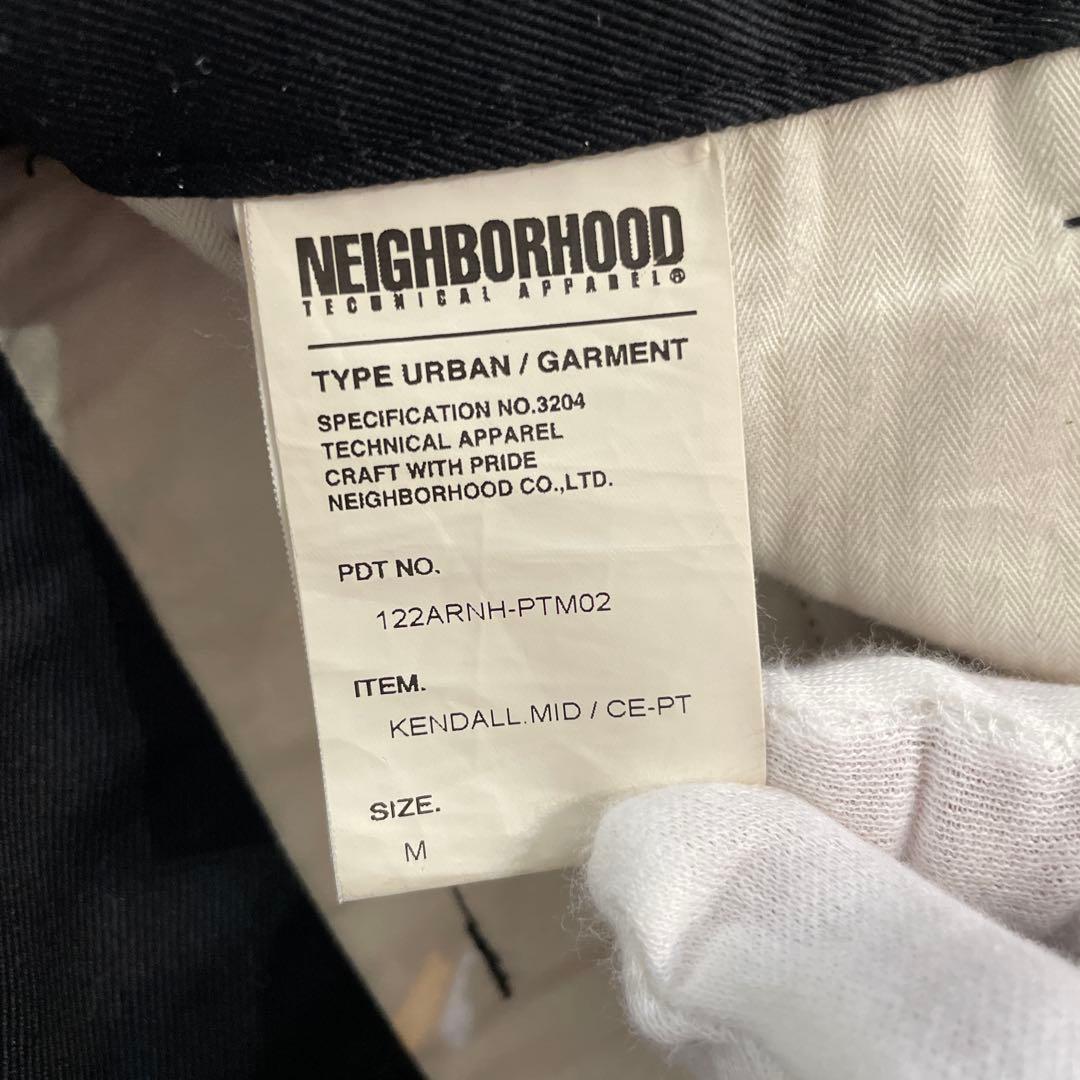 NEIGHBORHOOD
TECHNICAL APPAREL®
TYPE URBAN / GARMENT
SPECIFICATION NO.3204
TECHNICAL APPAREL
CRAFT WITH PRIDE
NEIGHBORHOOD CO.,LTD.
PDT NO.
122ARNH-PTM02
ITEM.
KENDALL.MID / CE-PT
SIZE.
M